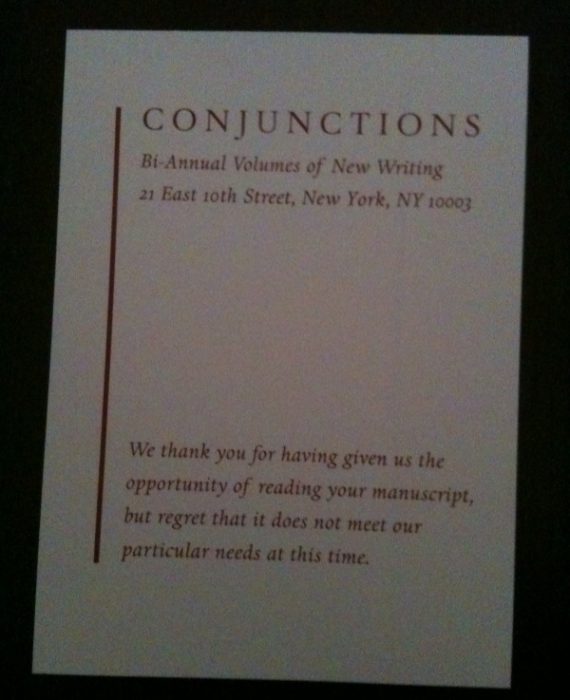 CONJUNCTIONS
Bi-Annual Volumes of New Writing
21 East 10th Street, New York, NY 10003
We thank you for having given us the
opportunity of reading your manuscript,
but regret that it does not meet our
particular needs at this time.